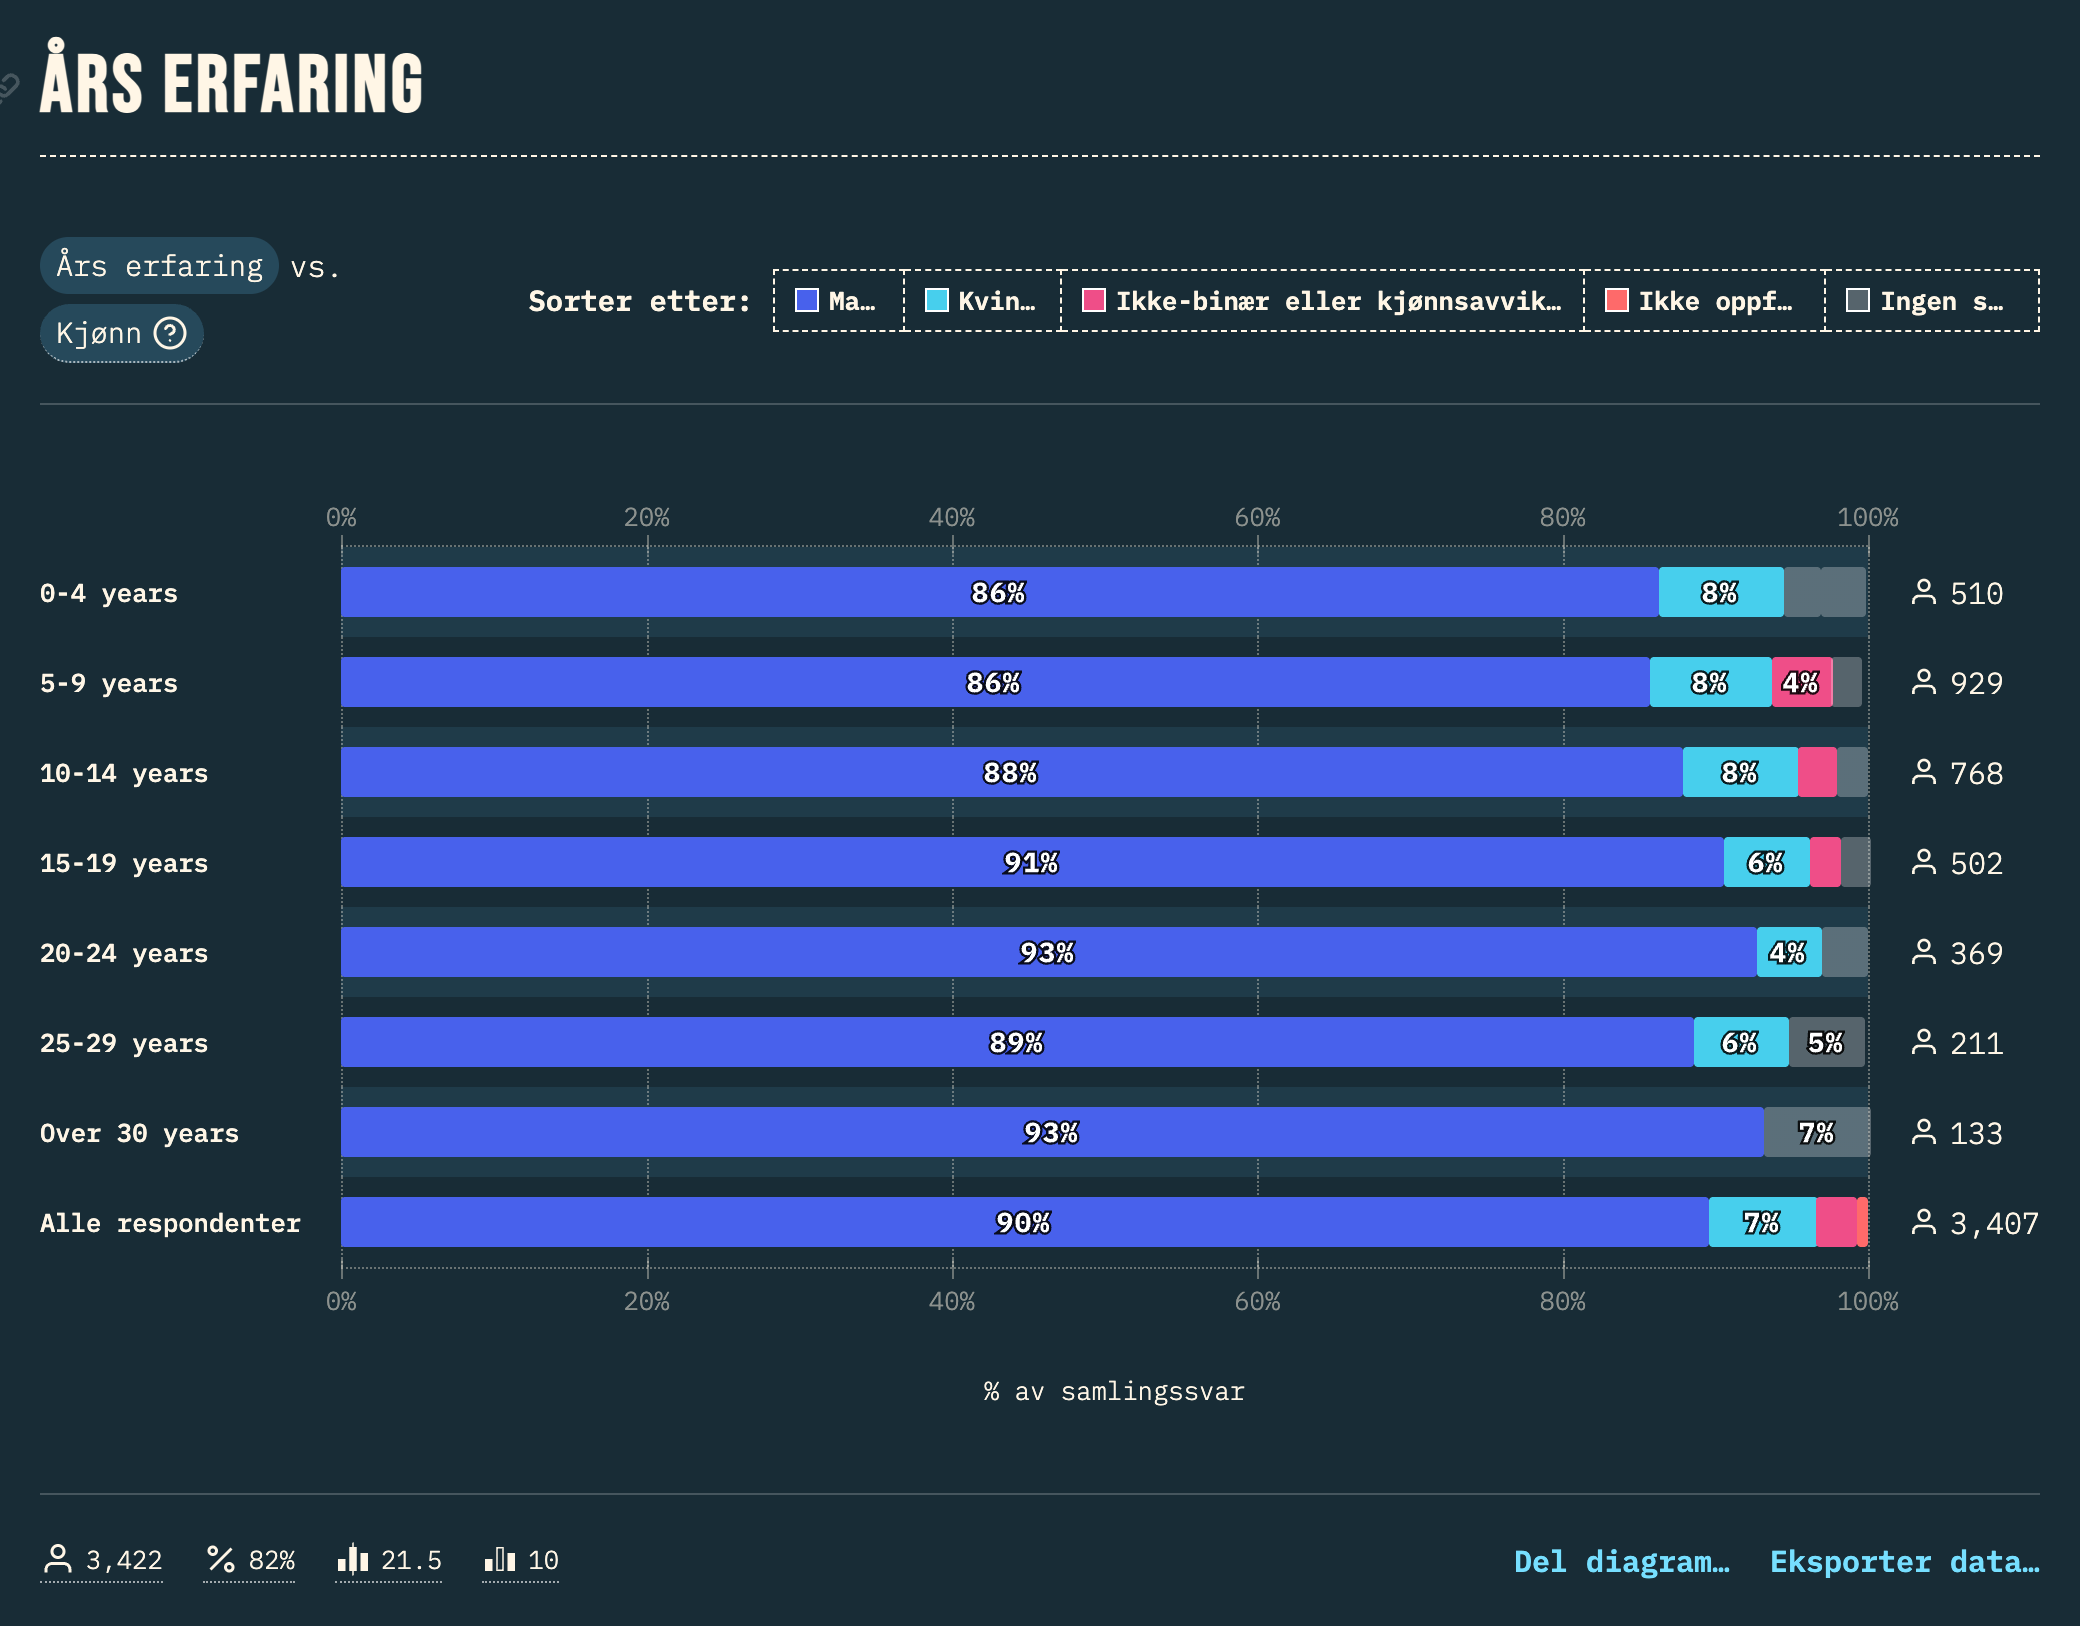 ÅRS ERFARING
Års erfaring vs.
Kjønn
Sorter etter: Ma… Kvin… Ikke-binær eller kjønnsavvik… Ikke oppf… Ingen s…
0% 20% 40% 60% 80% 100%
0-4 years 86% 8% 510
5-9 years 86% 8% 4% 929
10-14 years 88% 8% 768
15-19 years 91% 6% 502
20-24 years 93% 4% 369
25-29 years 89% 6% 5% 211
Over 30 years 93% 7% 133
Alle respondenter 90% 7% 3,407
0% 20% 40% 60% 80% 100%
% av samlingssvar
3,422 82% 21.5 10 Del diagram… Eksporter data…